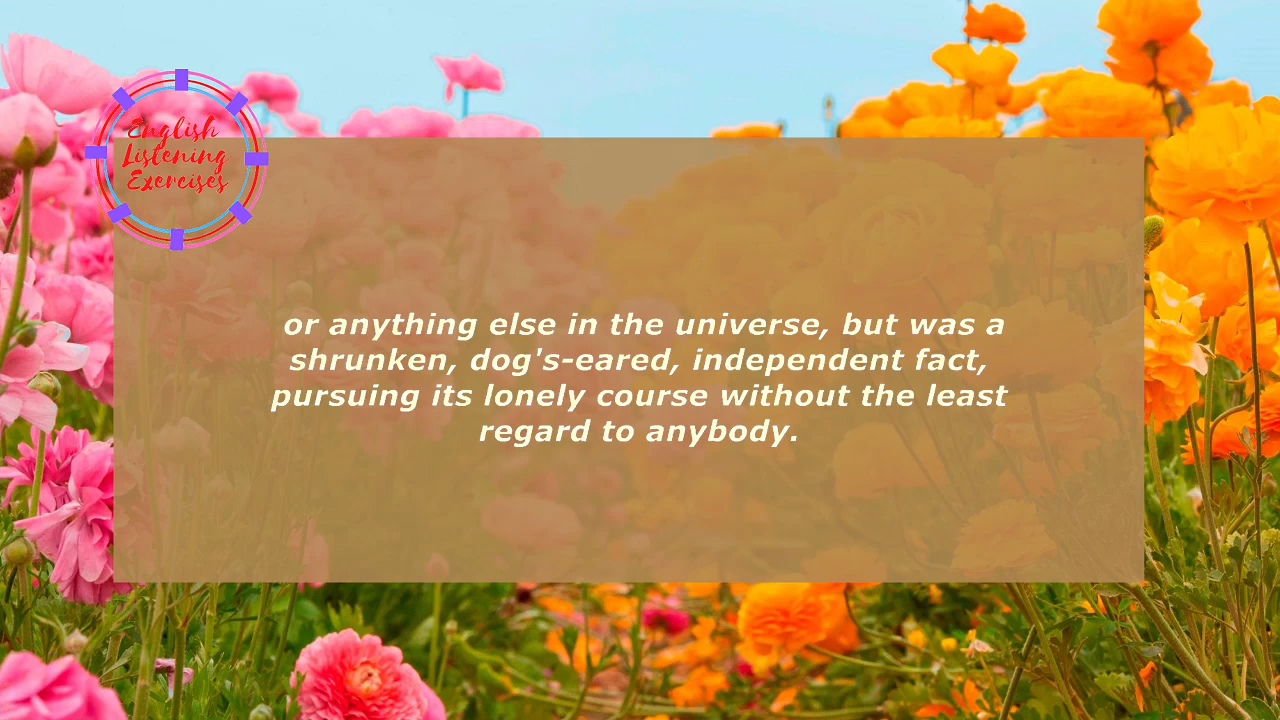 English
Listening
Exercises
or anything else in the universe, but was a
shrunken, dog's-eared, independent fact,
pursuing its lonely course without the least
regard to anybody.